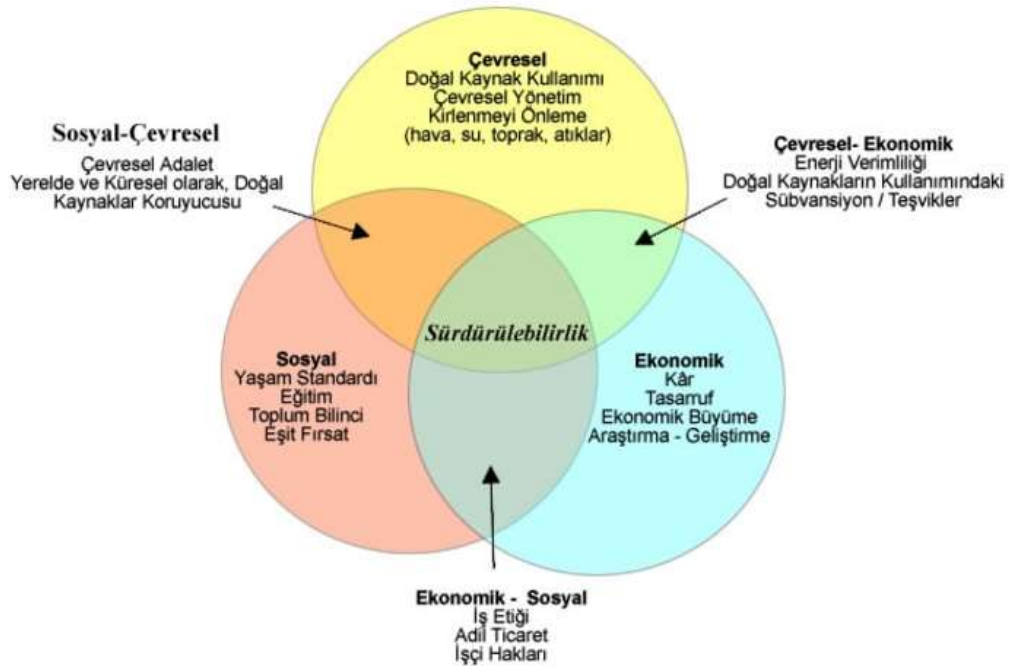 Çevresel
Doğal Kaynak Kullanımı
Çevresel Yönetim
Kirlenmeyi Önleme
(hava, su, toprak, atıklar)
Sosyal-Çevresel
Çevresel Adalet
Yerelde ve Küresel olarak, Doğal
Kaynaklar Koruyucusu
Çevresel- Ekonomik
Enerji Verimliliği
Doğal Kaynakların Kullanımındaki
Sübvansiyon / Teşvikler
Sürdürülebilirlik
Sosyal
Yaşam Standardı
Eğitim
Toplum Bilinci
Eşit Fırsat
Ekonomik
Kâr
Tasarruf
Ekonomik Büyüme
Araştırma - Geliştirme
Ekonomik - Sosyal
İş Etiği
Adil Ticaret
İşçi Hakları